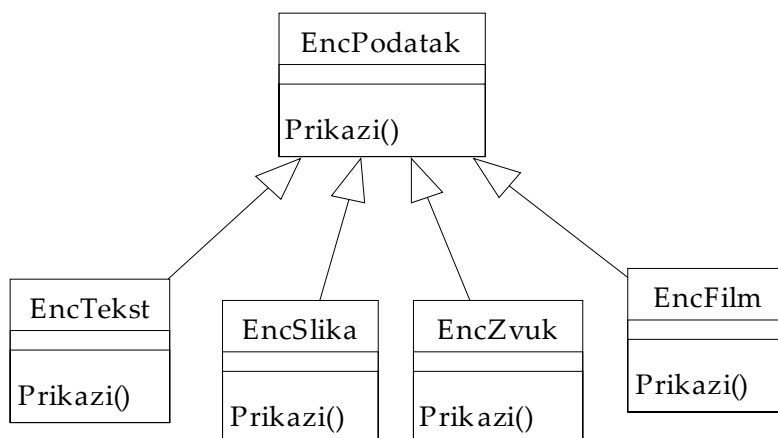 EncPodatak
Prikazi()
EncTekst
Prikazi()
EncSlika
Prikazi()
EncZvuk
Prikazi()
EncFilm
Prikazi()